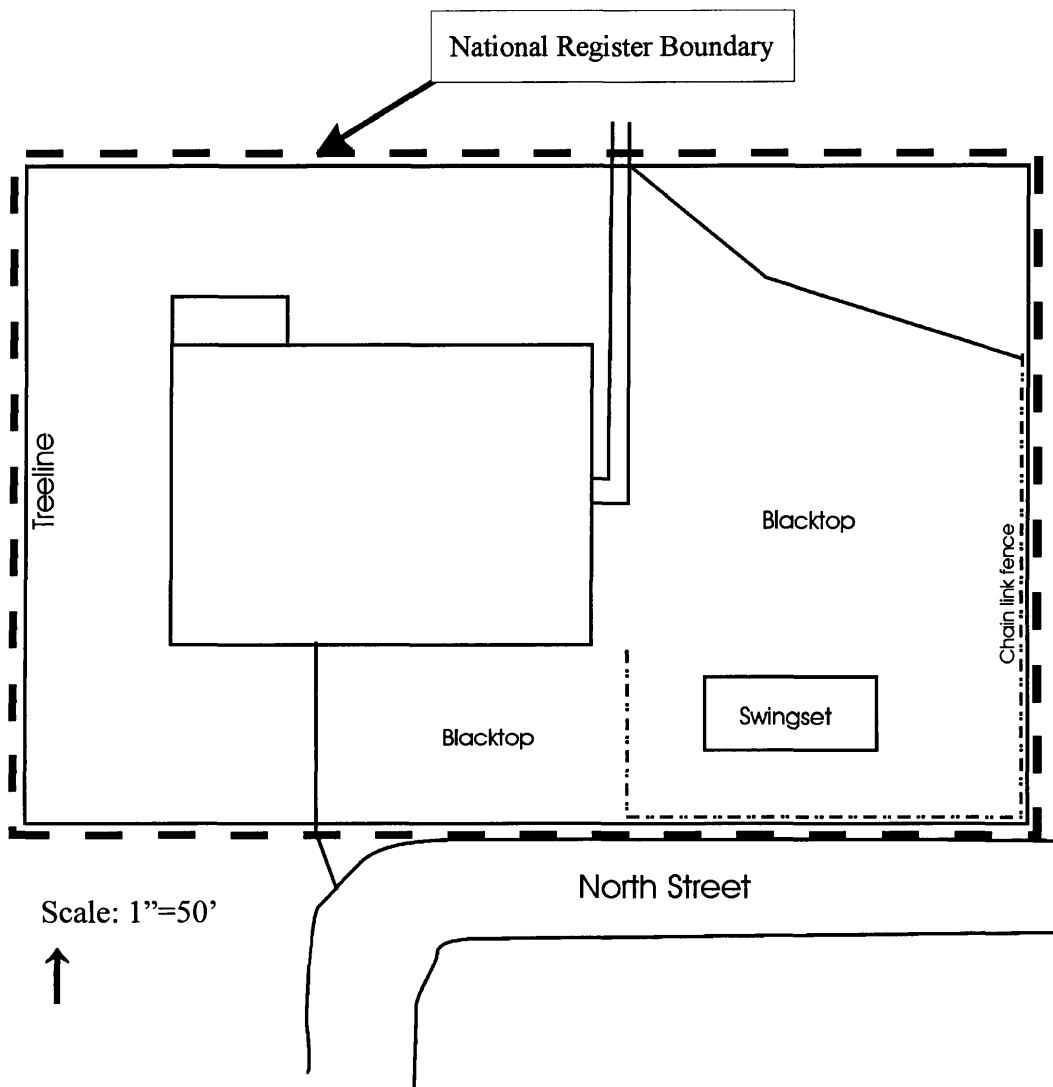 National Register Boundary
Treeline
Blacktop
Chain link fence
Swingset
Blacktop
North Street
Scale: 1”=50’